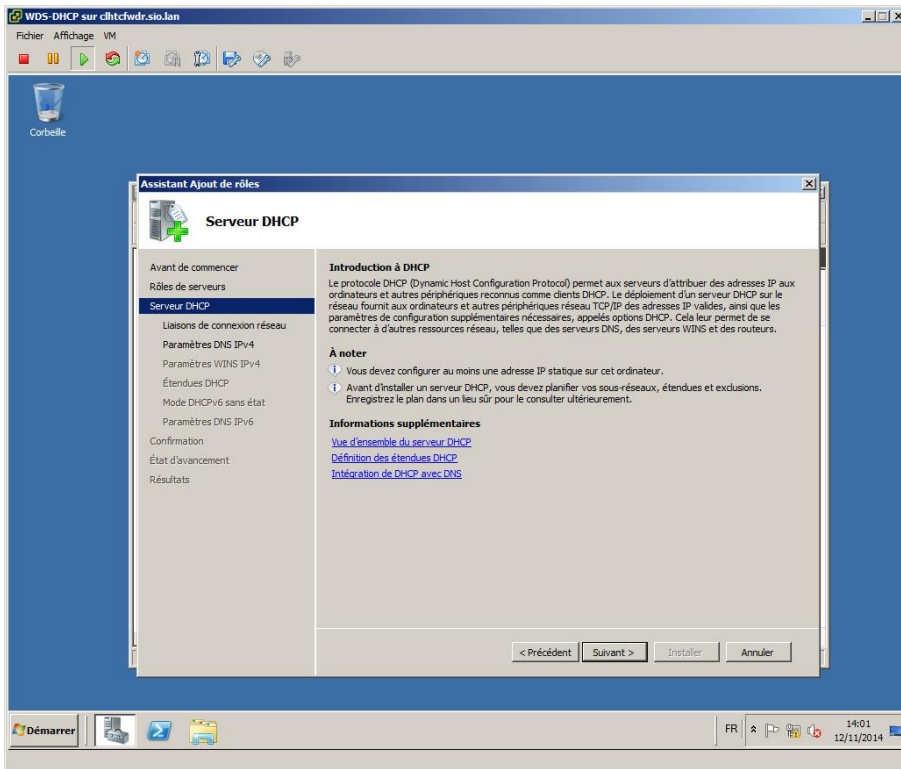 WDS-DHCP sur clhtcfwdr.sio.lan
Fichier Affichage VM
Corbeille
Assistant Ajout de rôles
Serveur DHCP
Avant de commencer
Rôles de serveurs
Serveur DHCP
Liaisons de connexion réseau
Paramètres DNS IPv4
Paramètres WINS IPv4
Étendues DHCP
Mode DHCPv6 sans état
Paramètres DNS IPv6
Confirmation
État d'avancement
Résultats
Introduction à DHCP
Le protocole DHCP (Dynamic Host Configuration Protocol) permet aux serveurs d'attribuer des adresses IP aux
ordinateurs et autres périphériques reconnus comme clients DHCP. Le déploiement d'un serveur DHCP sur le
réseau fournit aux ordinateurs et autres périphériques réseau TCP/IP des adresses IP valides, ainsi que les
paramètres de configuration supplémentaires nécessaires, appelés options DHCP. Cela leur permet de se
connecter à d'autres ressources réseau, telles que des serveurs DNS, des serveurs WINS et des routeurs.
À noter
Vous devez configurer au moins une adresse IP statique sur cet ordinateur.
Avant d'installer un serveur DHCP, vous devez planifier vos sous-réseaux, étendues et exclusions.
Enregistrez le plan dans un lieu sûr pour le consulter ultérieurement.
Informations supplémentaires
Vue d'ensemble du serveur DHCP
Définition des étendues DHCP
Intégration de DHCP avec DNS
< Précédent Suivant > Installer Annuler
Démarrer
FR
14:01
12/11/2014